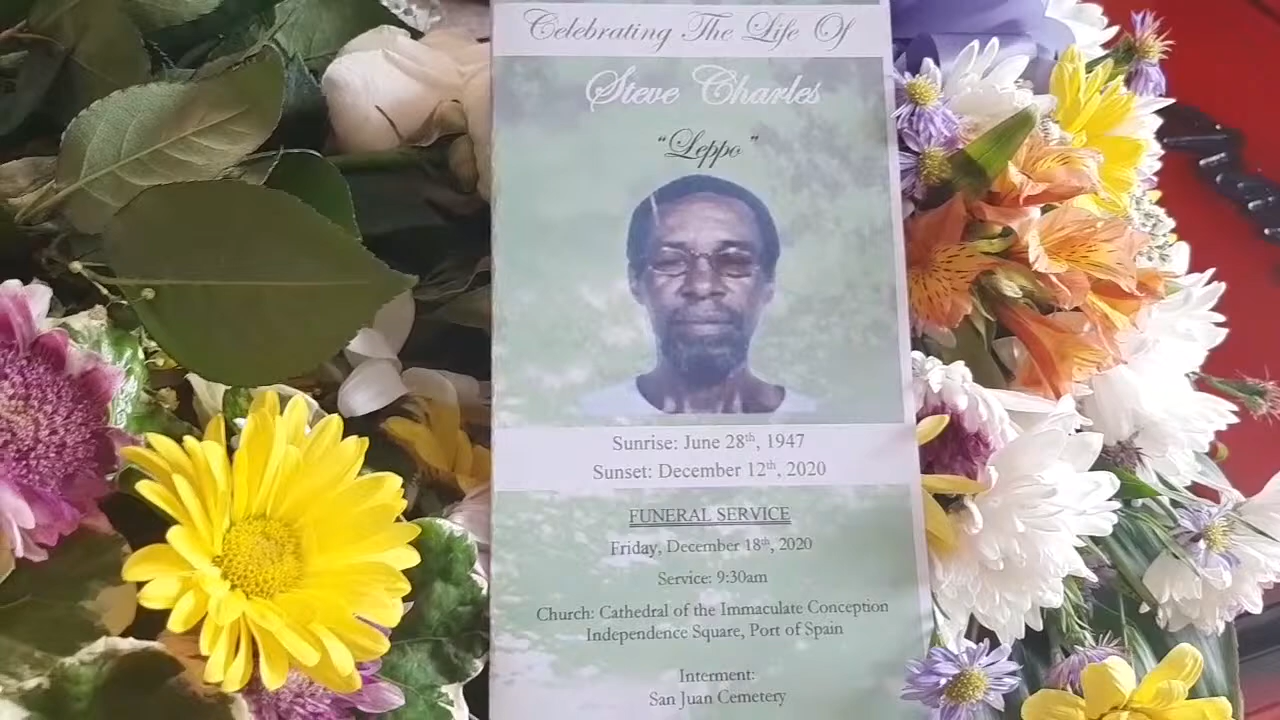 Celebrating The Life Of
Steve Charles
"Leppo"
Sunrise: June 28th, 1947
Sunset: December 12th, 2020
FUNERAL SERVICE
Friday, December 18th, 2020
Service: 9:30am
Church: Cathedral of the Immaculate Conception
Independence Square, Port of Spain
Interment:
San Juan Cemetery